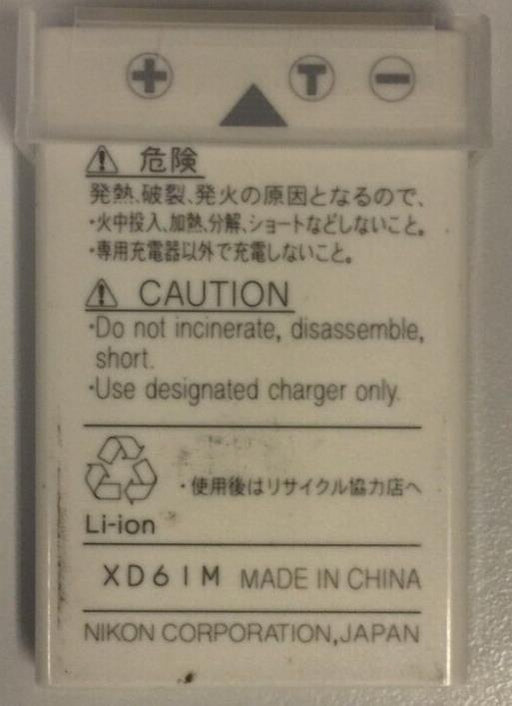 + T −
⚠ 危険
発熱、破裂、発火の原因となるので、
・火中投入、加熱、分解、ショートなどしないこと。
・専用充電器以外で充電しないこと。
⚠ CAUTION
・Do not incinerate, disassemble,
short.
・Use designated charger only.
・使用後はリサイクル協力店へ
Li-ion
XD61M MADE IN CHINA
NIKON CORPORATION,JAPAN